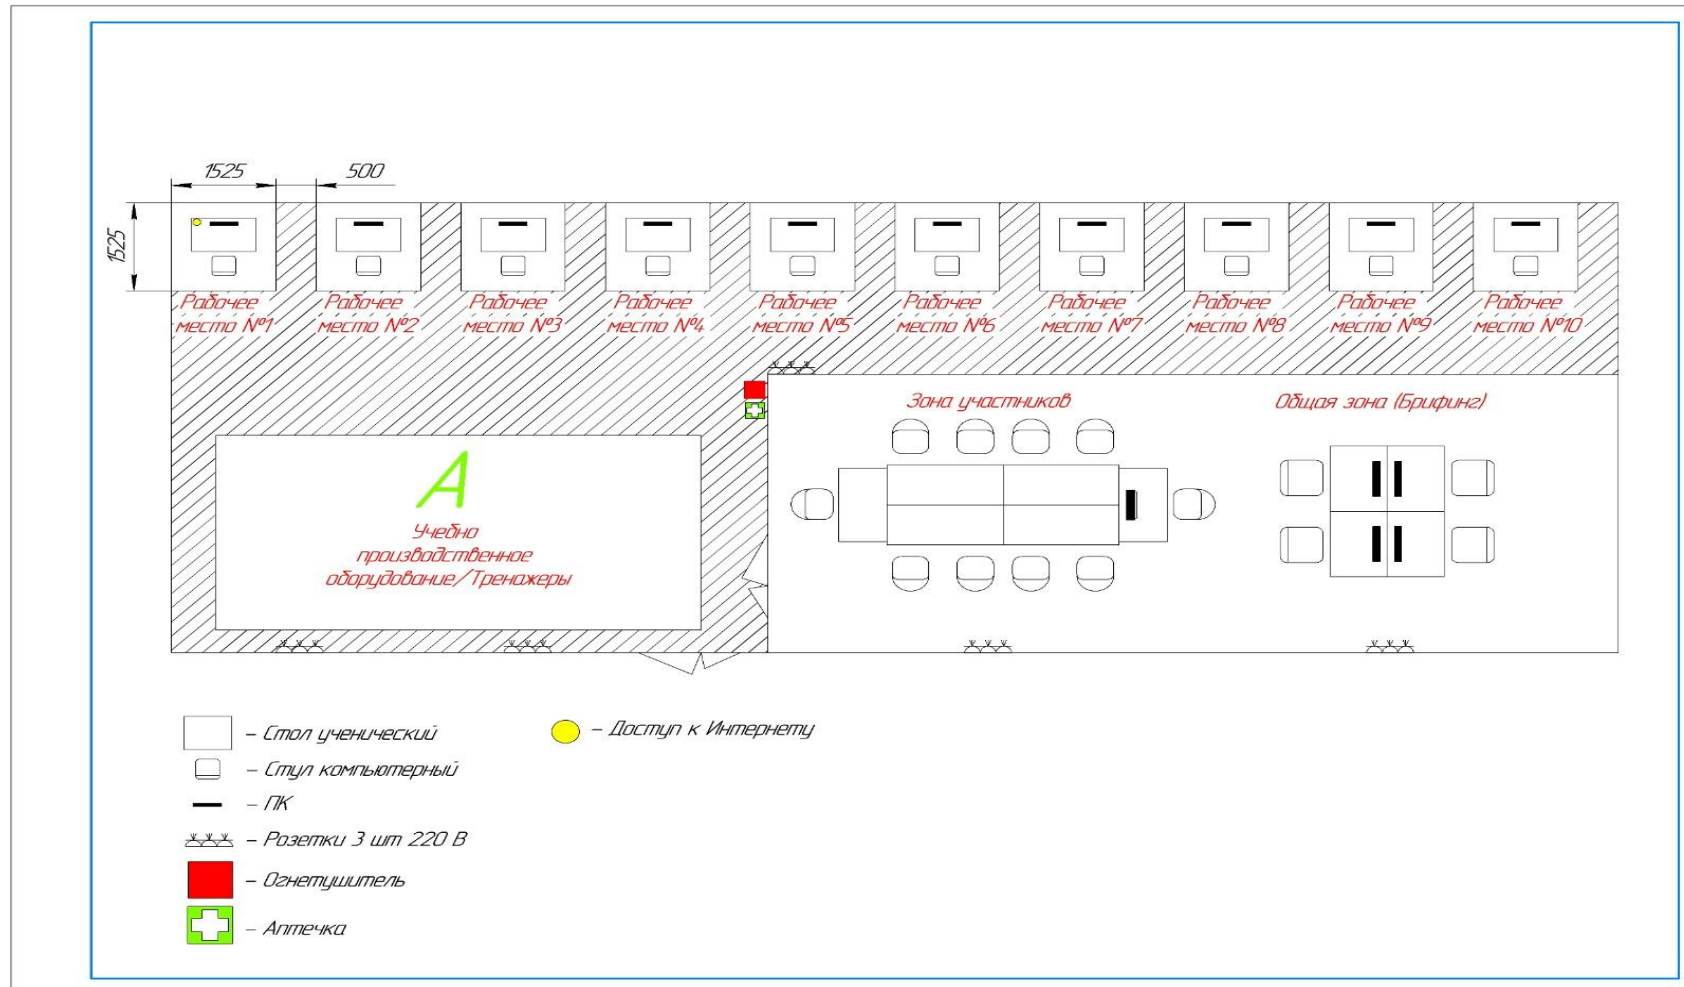 1525
500
1525
Рабочее
место №1
Рабочее
место №2
Рабочее
место №3
Рабочее
место №4
Рабочее
место №5
Рабочее
место №6
Рабочее
место №7
Рабочее
место №8
Рабочее
место №9
Рабочее
место №10
Зона участников
Общая зона (Брифинг)
А
Учебно
производственное
оборудование/Тренажеры
– Стол ученический
– Доступ к Интернету
– Стул компьютерный
– ПК
– Розетки 3 шт 220 В
– Огнетушитель
– Аптечка